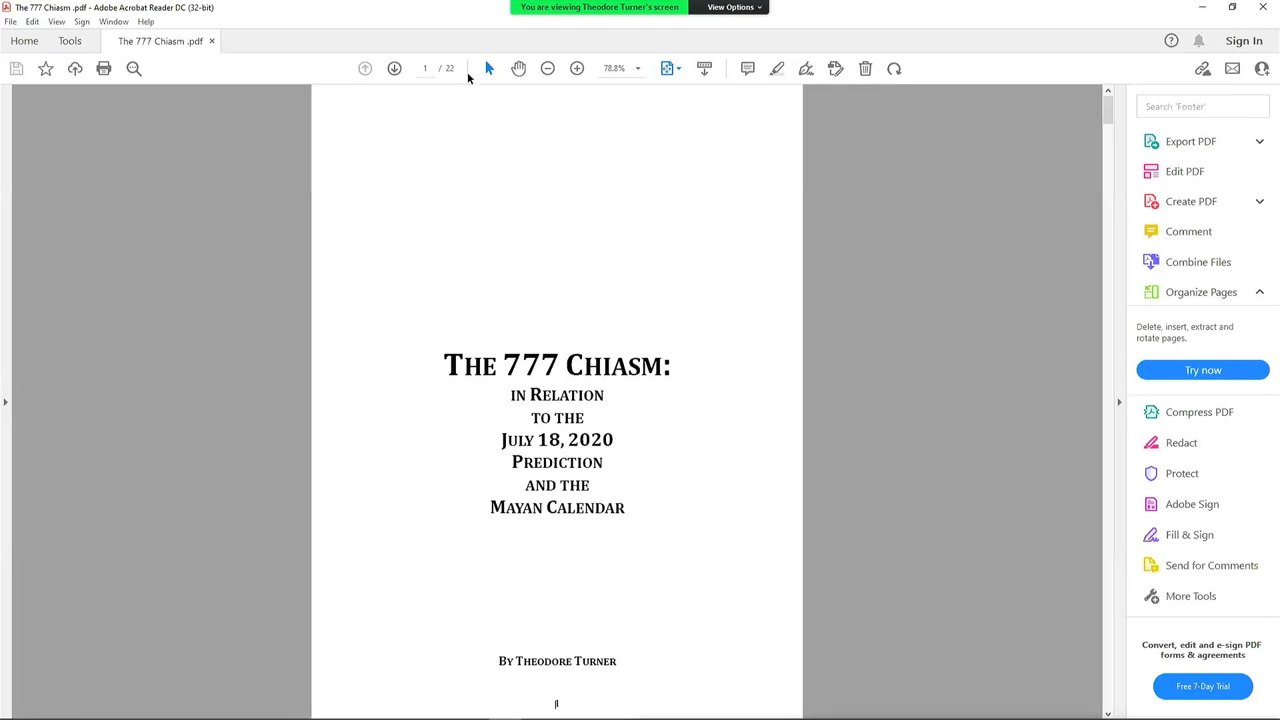 The 777 Chiasm .pdf - Adobe Acrobat Reader DC (32-bit)
You are viewing Theodore Turner's screen
View Options
File Edit View Sign Window Help
Home
Tools
The 777 Chiasm .pdf ×
Sign In
1 / 22
78.8%
Search 'Footer'
Export PDF
Edit PDF
Create PDF
Comment
Combine Files
Organize Pages
Delete, insert, extract and
rotate pages.
Try now
Compress PDF
Redact
Protect
Adobe Sign
Fill & Sign
Send for Comments
More Tools
Convert, edit and e-sign PDF
forms & agreements
Free 7-Day Trial
THE 777 CHIASM:
IN RELATION
TO THE
JULY 18, 2020
PREDICTION
AND THE
MAYAN CALENDAR
BY THEODORE TURNER